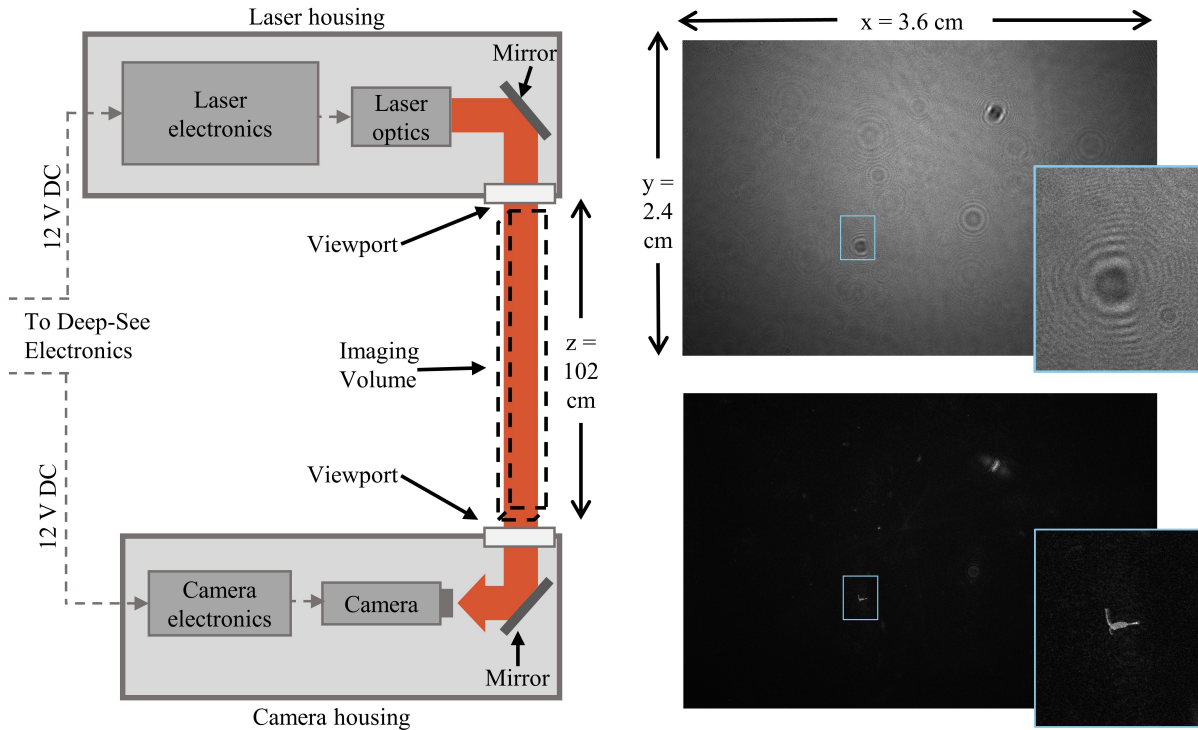 Laser housing
Mirror
Laser
electronics
Laser
optics
12 V DC
Viewport
To Deep-See
Electronics
Imaging
Volume
z =
102
cm
Viewport
12 V DC
Camera
electronics
Camera
Mirror
Camera housing
x = 3.6 cm
y =
2.4
cm